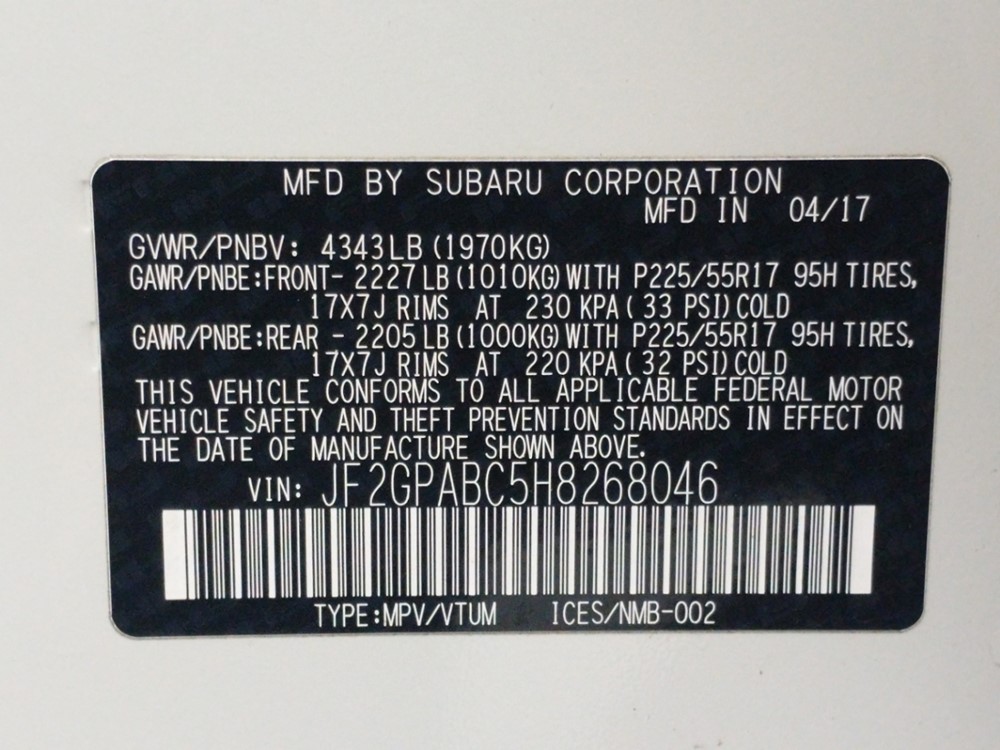 MFD BY SUBARU CORPORATION
MFD IN 04/17
GVWR/PNBV: 4343LB (1970KG)
GAWR/PNBE:FRONT- 2227 LB (1010KG) WITH P225/55R17 95H TIRES,
17X7J RIMS AT 230 KPA ( 33 PSI) COLD
GAWR/PNBE:REAR - 2205 LB (1000KG) WITH P225/55R17 95H TIRES,
17X7J RIMS AT 220 KPA ( 32 PSI) COLD
THIS VEHICLE CONFORMS TO ALL APPLICABLE FEDERAL MOTOR
VEHICLE SAFETY AND THEFT PREVENTION STANDARDS IN EFFECT ON
THE DATE OF MANUFACTURE SHOWN ABOVE.
VIN: JF2GPABC5H8268046
TYPE:MPV/VTUM ICES/NMB-002